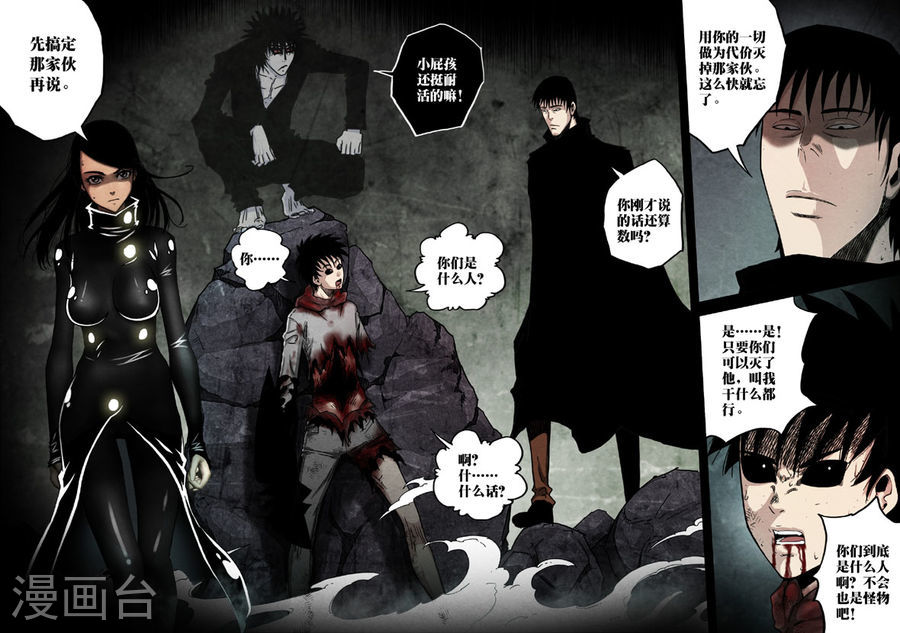 先搞定
那家伙
再说。
小屁孩
还挺耐
活的嘛！
你……
你们是
什么人？
你刚才说
的话还算
数吗？
啊？
什……
什么话？
用你的一切
做为代价灭
掉那家伙。
这么快就忘
了。
是……是！
只要你们
可以灭了
他，叫我
干什么都
行。
你们到底
是什么人
啊？不会
也是怪物
吧！
漫画台